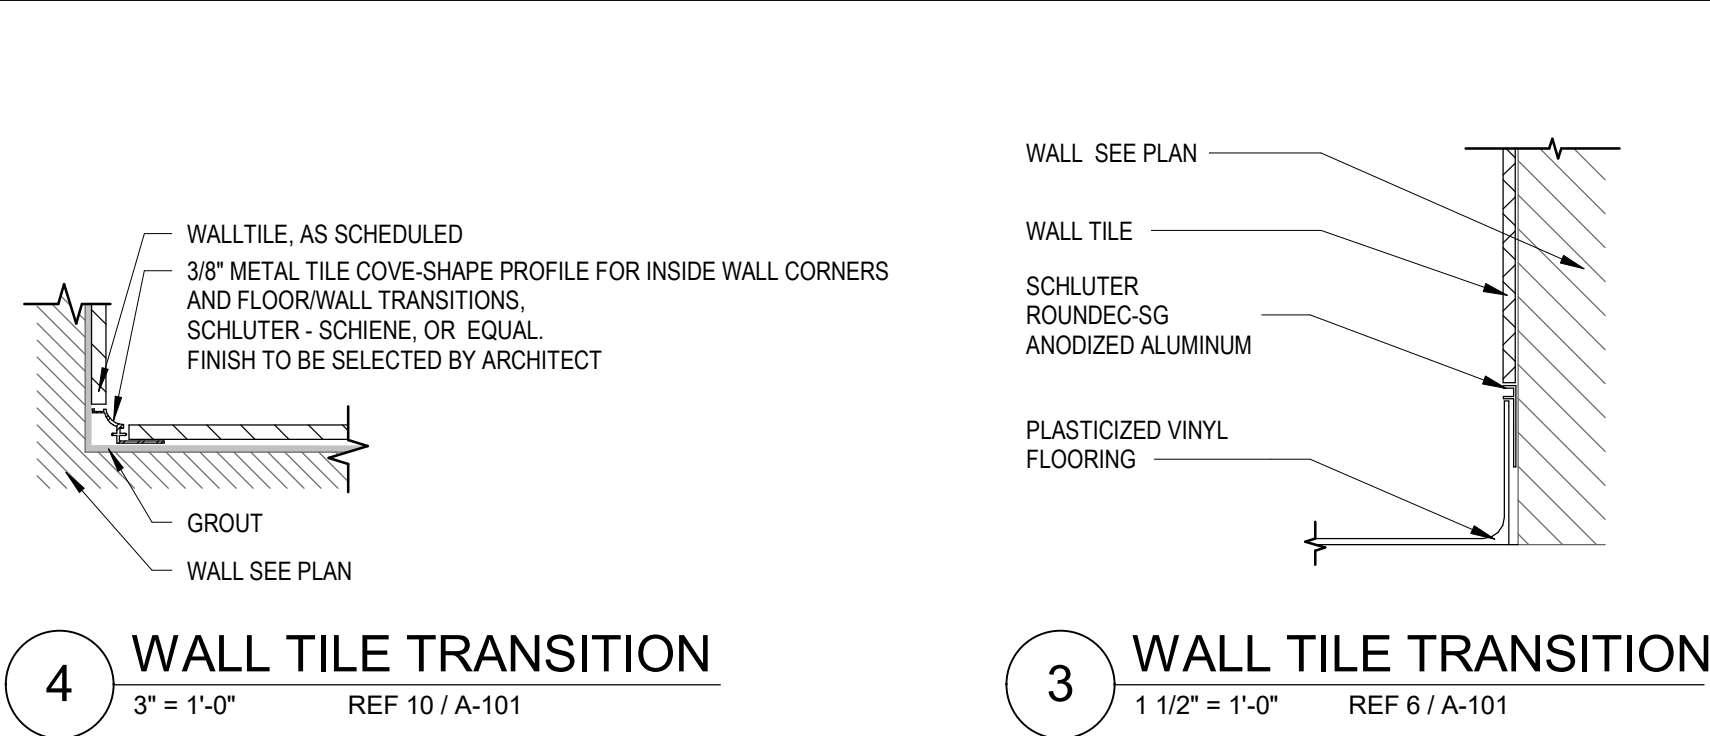 WALLTILE, AS SCHEDULED
3/8" METAL TILE COVE-SHAPE PROFILE FOR INSIDE WALL CORNERS
AND FLOOR/WALL TRANSITIONS,
SCHLUTER - SCHIENE, OR EQUAL.
FINISH TO BE SELECTED BY ARCHITECT
GROUT
WALL SEE PLAN
4
WALL TILE TRANSITION
3" = 1'-0" REF 10 / A-101
WALL SEE PLAN
WALL TILE
SCHLUTER
ROUNDEC-SG
ANODIZED ALUMINUM
PLASTICIZED VINYL
FLOORING
3
WALL TILE TRANSITION
1 1/2" = 1'-0" REF 6 / A-101